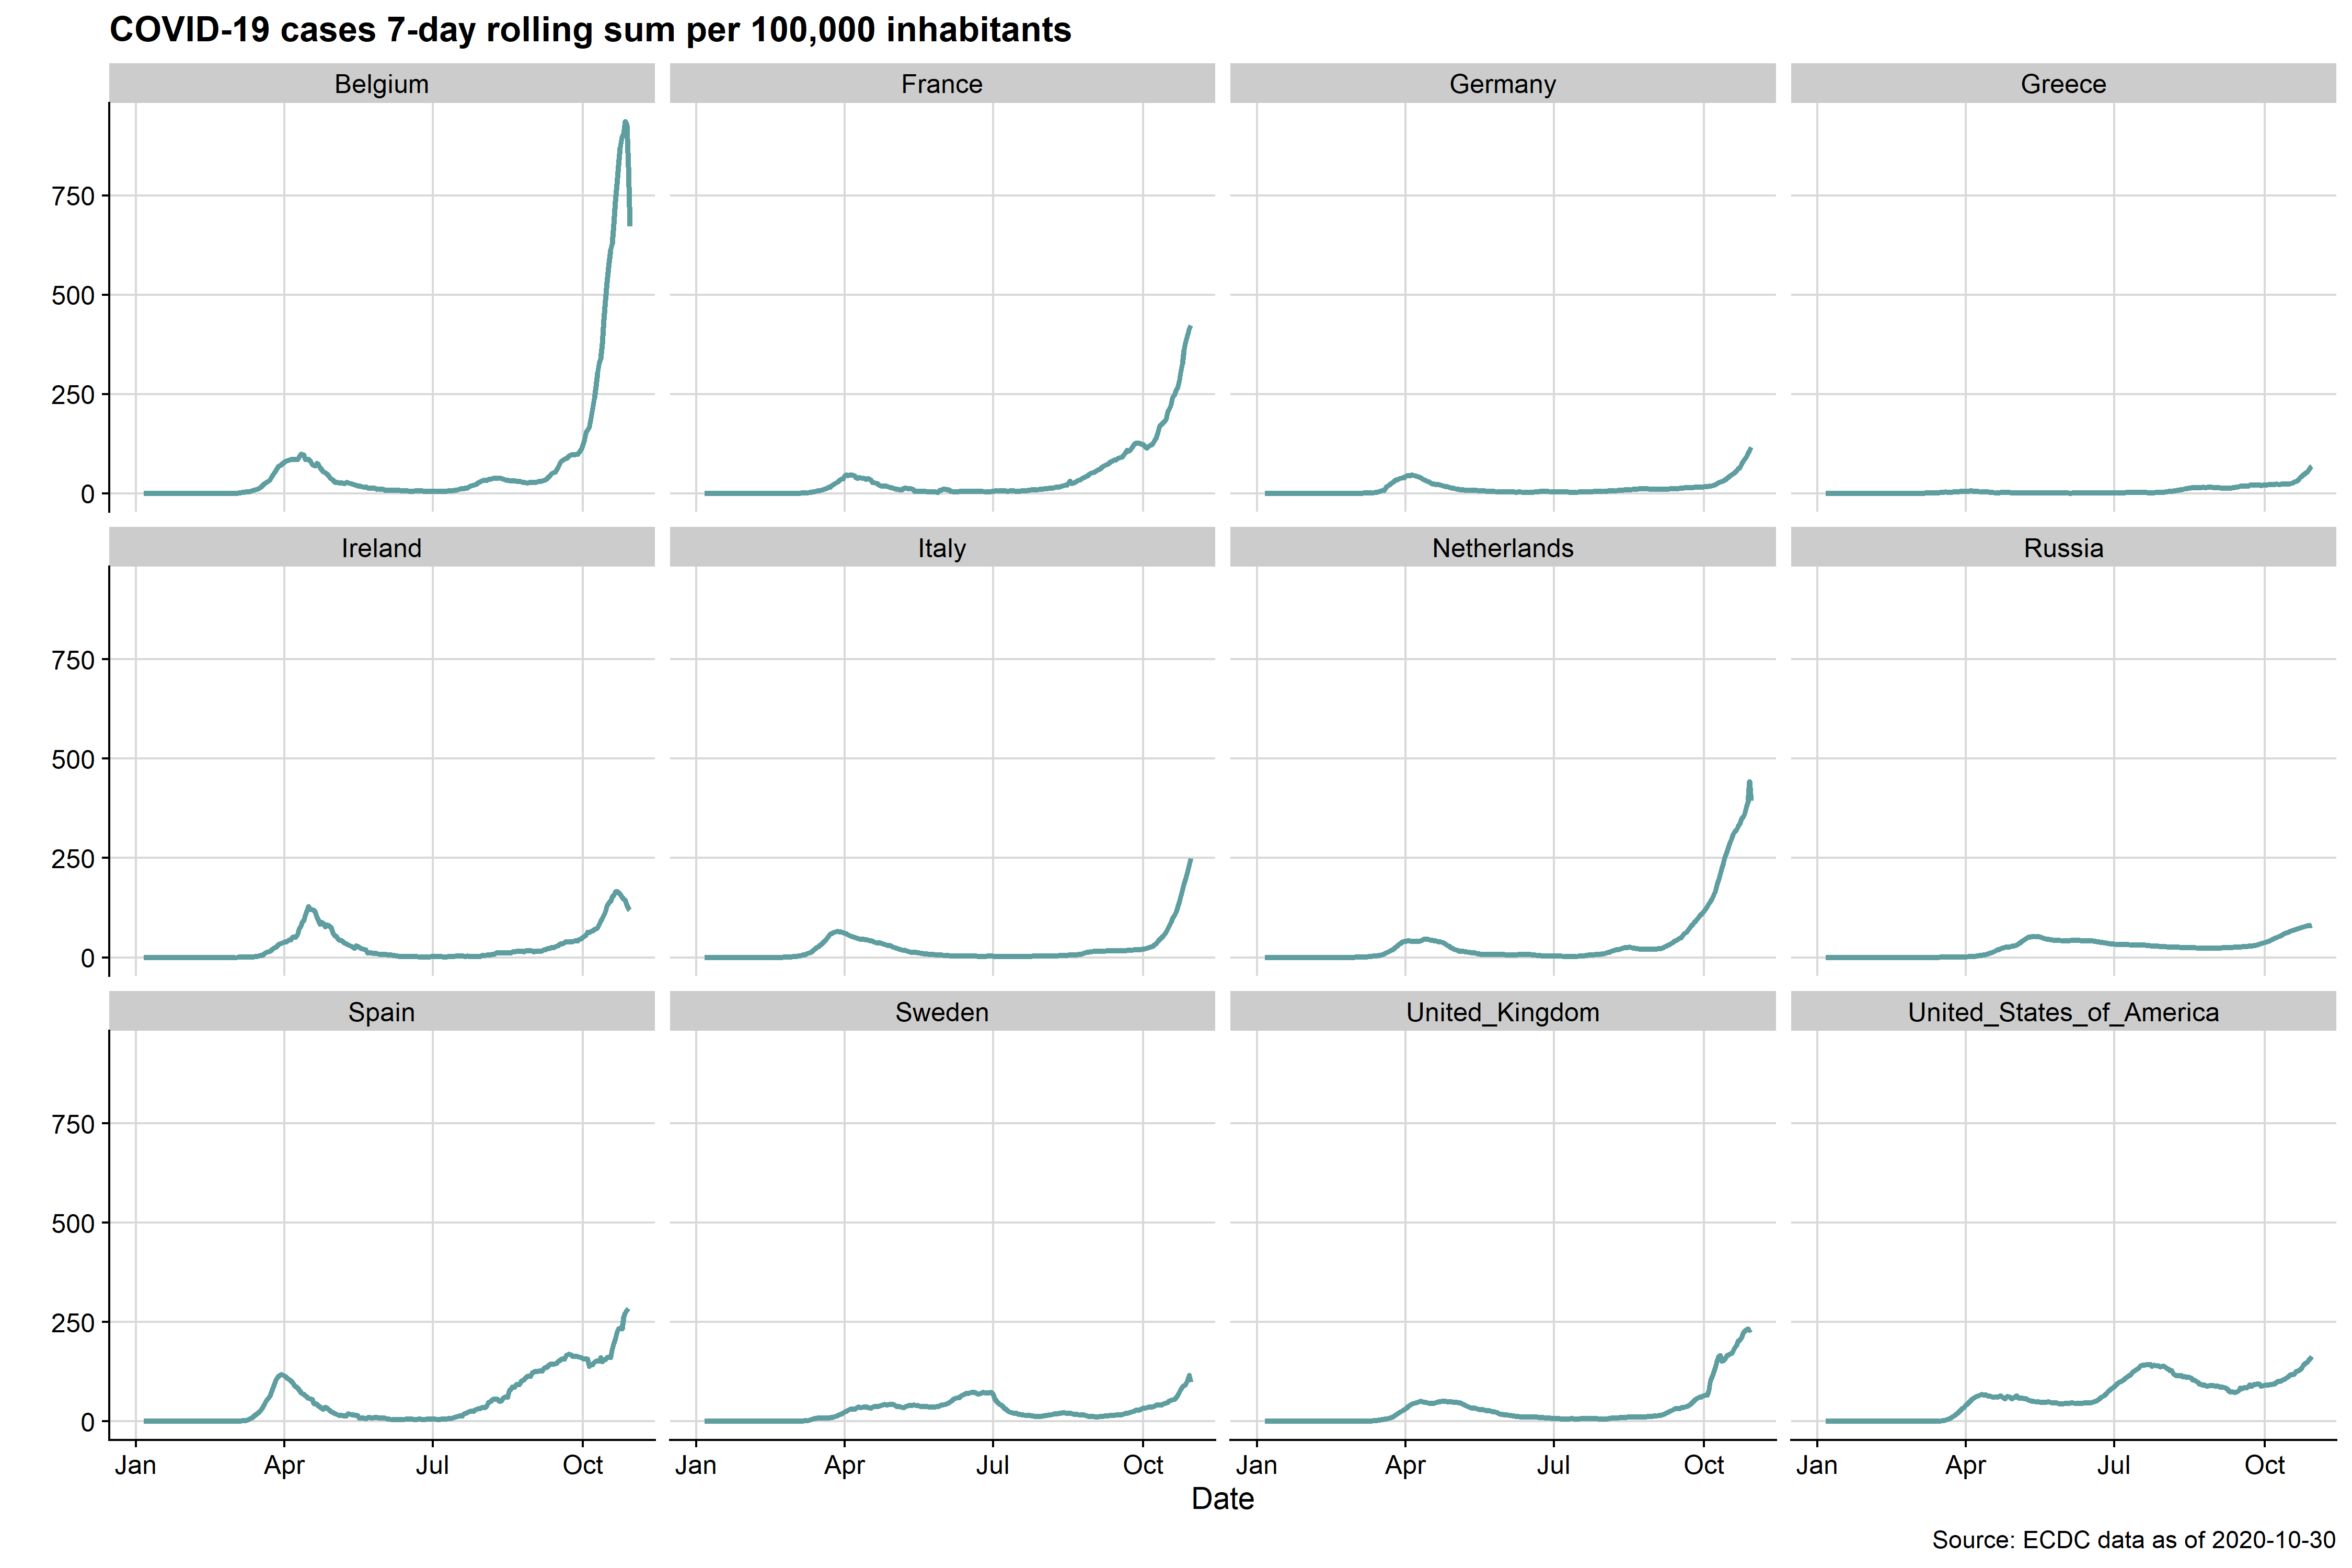 COVID-19 cases 7-day rolling sum per 100,000 inhabitants
Belgium France Germany Greece
750
500
250
0
Ireland Italy Netherlands Russia
750
500
250
0
Spain Sweden United_Kingdom United_States_of_America
750
500
250
0
Jan Apr Jul Oct Jan Apr Jul Oct Jan Apr Jul Oct Jan Apr Jul Oct
Date
Source: ECDC data as of 2020-10-30